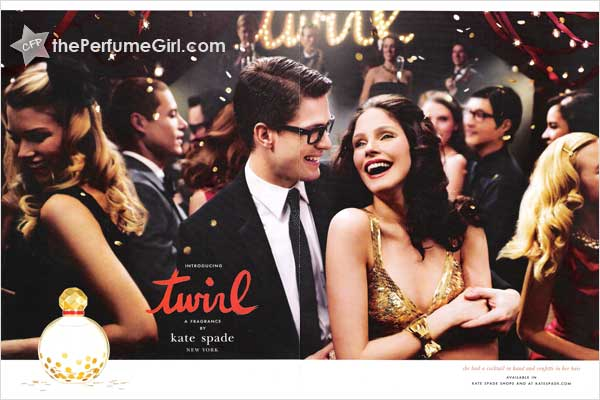 CFP thePerfumeGirl.com
twirl
INTRODUCING
twirl
A FRAGRANCE
BY
kate spade
NEW YORK
she had a cocktail in hand and confetti in her hair
AVAILABLE IN
KATE SPADE SHOPS AND AT KATESPADE.COM